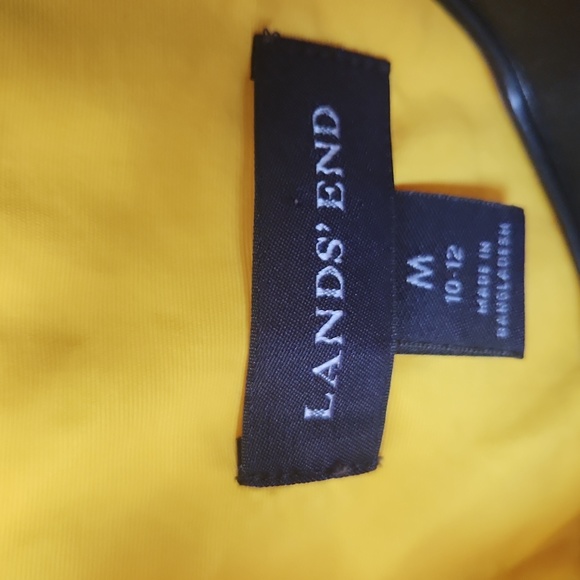 LANDS' END
M
10-12
MADE IN
BANGLADESH